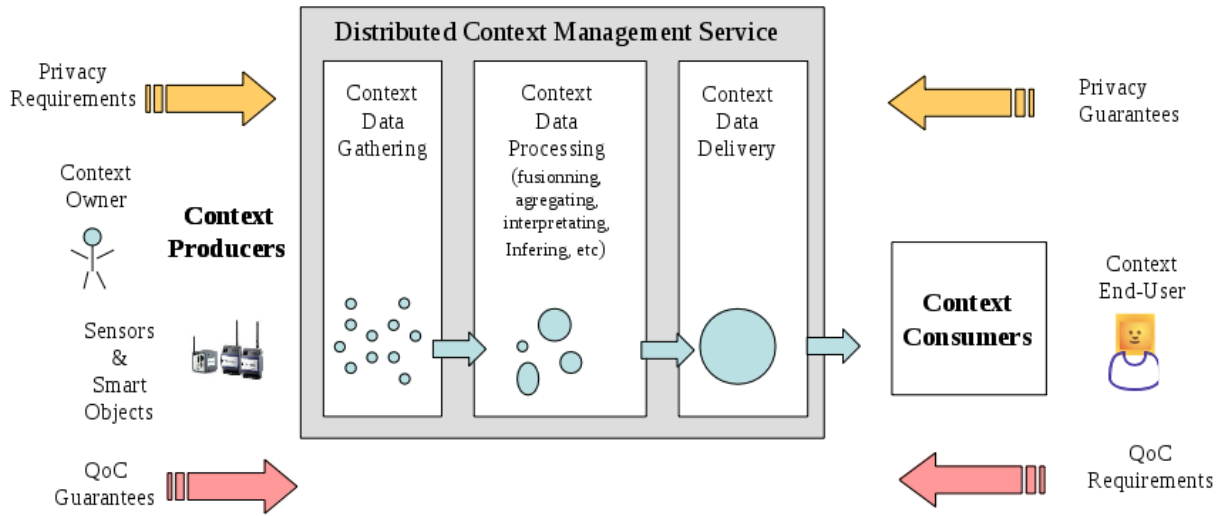 Distributed Context Management Service
Privacy
Requirements
Context
Data
Gathering
Context
Data
Processing
(fusionning,
agregating,
interpretating,
Infering, etc)
Context
Data
Delivery
Privacy
Guarantees
Context
Owner
Context
Producers
Sensors
&
Smart
Objects
Context
Consumers
Context
End-User
QoC
Guarantees
QoC
Requirements